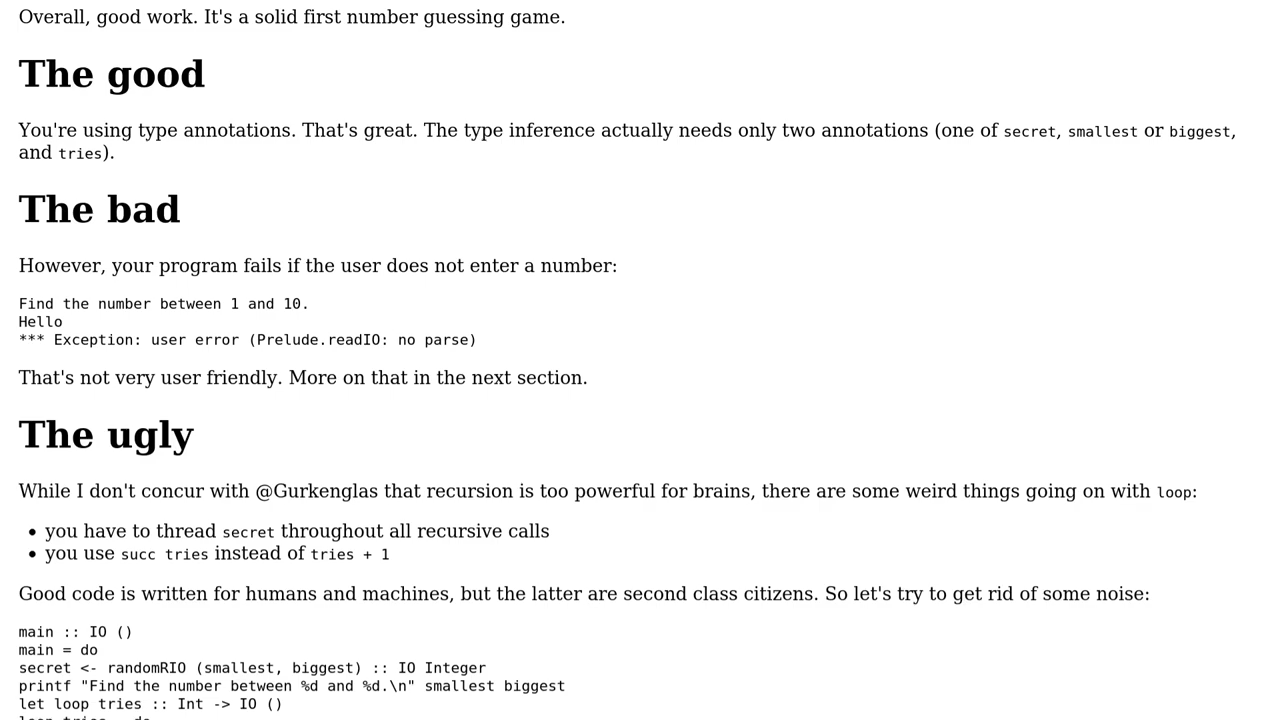 Overall, good work. It's a solid first number guessing game.
The good
You're using type annotations. That's great. The type inference actually needs only two annotations (one of secret, smallest or biggest,
and tries).
The bad
However, your program fails if the user does not enter a number:
Find the number between 1 and 10.
Hello
*** Exception: user error (Prelude.readIO: no parse)
That's not very user friendly. More on that in the next section.
The ugly
While I don't concur with @Gurkenglas that recursion is too powerful for brains, there are some weird things going on with loop:
• you have to thread secret throughout all recursive calls
• you use succ tries instead of tries + 1
Good code is written for humans and machines, but the latter are second class citizens. So let's try to get rid of some noise:
main :: IO ()
main = do
secret <- randomRIO (smallest, biggest) :: IO Integer
printf "Find the number between %d and %d.\n" smallest biggest
let loop tries :: Int -> IO ()